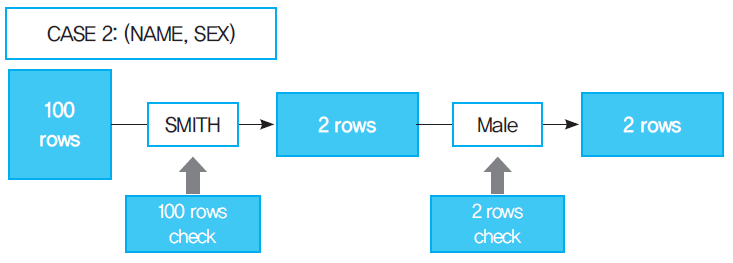 CASE 2: (NAME, SEX)
100
rows
SMITH
2 rows
Male
2 rows
100 rows
check
2 rows
check